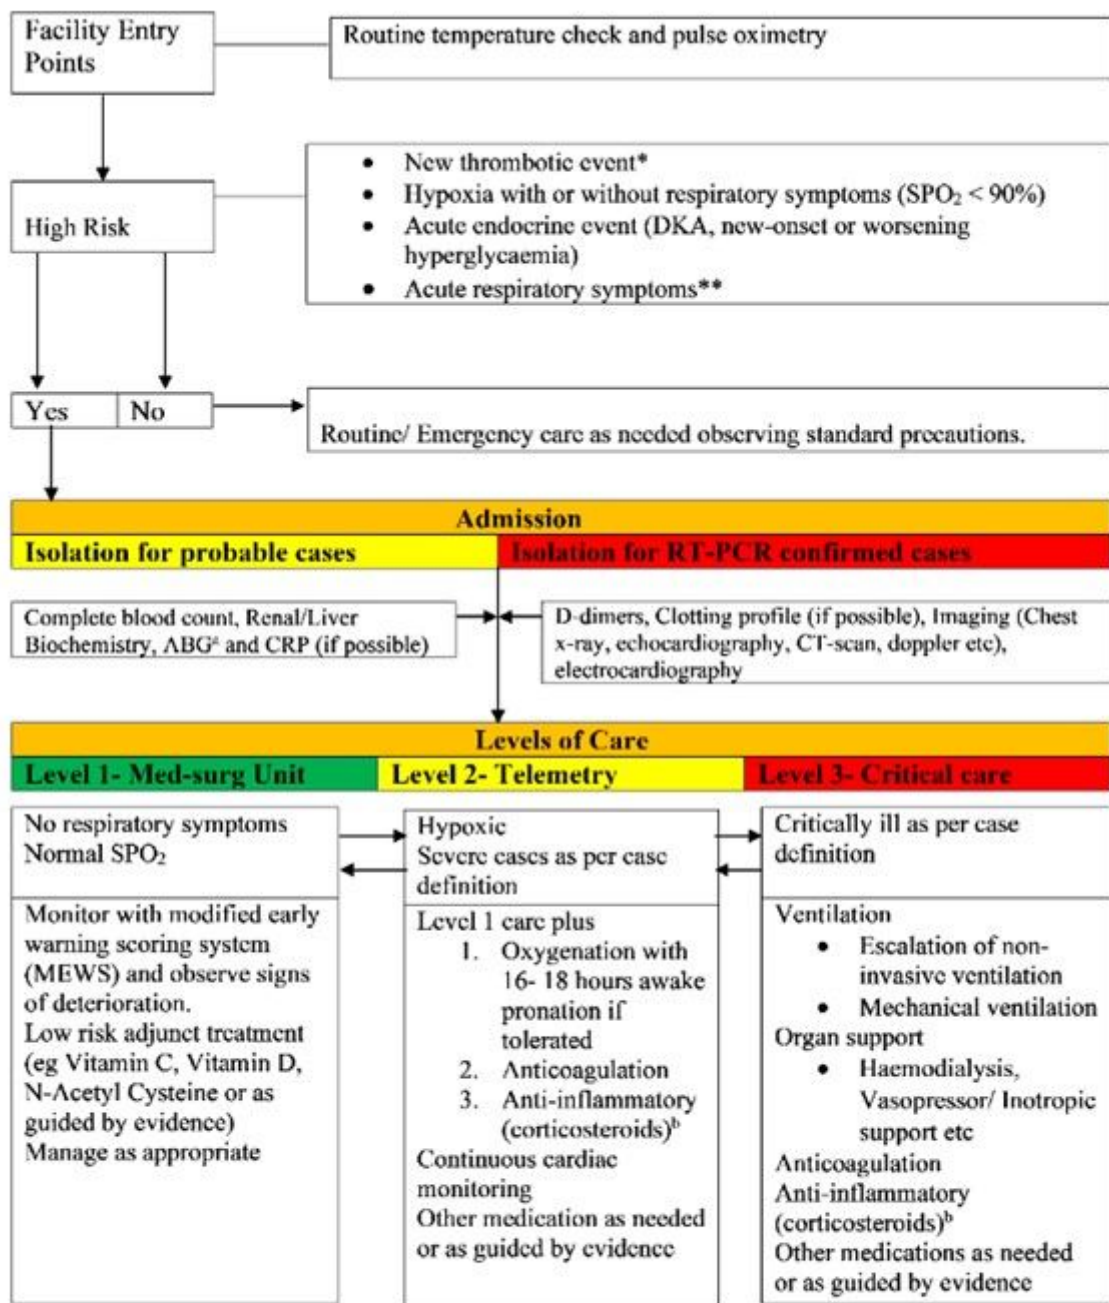 Facility Entry
Points
Routine temperature check and pulse oximetry
High Risk
• New thrombotic event*
• Hypoxia with or without respiratory symptoms (SPO₂ < 90%)
• Acute endocrine event (DKA, new-onset or worsening
hyperglycaemia)
• Acute respiratory symptoms**
Yes
No
Routine/ Emergency care as needed observing standard precautions.
Admission
Isolation for probable cases
Isolation for RT-PCR confirmed cases
Complete blood count, Renal/Liver
Biochemistry, ABGᵃ and CRP (if possible)
D-dimers, Clotting profile (if possible), Imaging (Chest
x-ray, echocardiography, CT-scan, doppler etc),
electrocardiography
Levels of Care
Level 1- Med-surg Unit
Level 2- Telemetry
Level 3- Critical care
No respiratory symptoms
Normal SPO₂
Monitor with modified early
warning scoring system
(MEWS) and observe signs
of deterioration.
Low risk adjunct treatment
(eg Vitamin C, Vitamin D,
N-Acetyl Cysteine or as
guided by evidence)
Manage as appropriate
Hypoxic
Severe cases as per case
definition
Level 1 care plus
1. Oxygenation with
16- 18 hours awake
pronation if
tolerated
2. Anticoagulation
3. Anti-inflammatory
(corticosteroids)ᵇ
Continuous cardiac
monitoring
Other medication as needed
or as guided by evidence
Critically ill as per case
definition
Ventilation
• Escalation of non-
invasive ventilation
• Mechanical ventilation
Organ support
• Haemodialysis,
Vasopressor/ Inotropic
support etc
Anticoagulation
Anti-inflammatory
(corticosteroids)ᵇ
Other medications as needed
or as guided by evidence